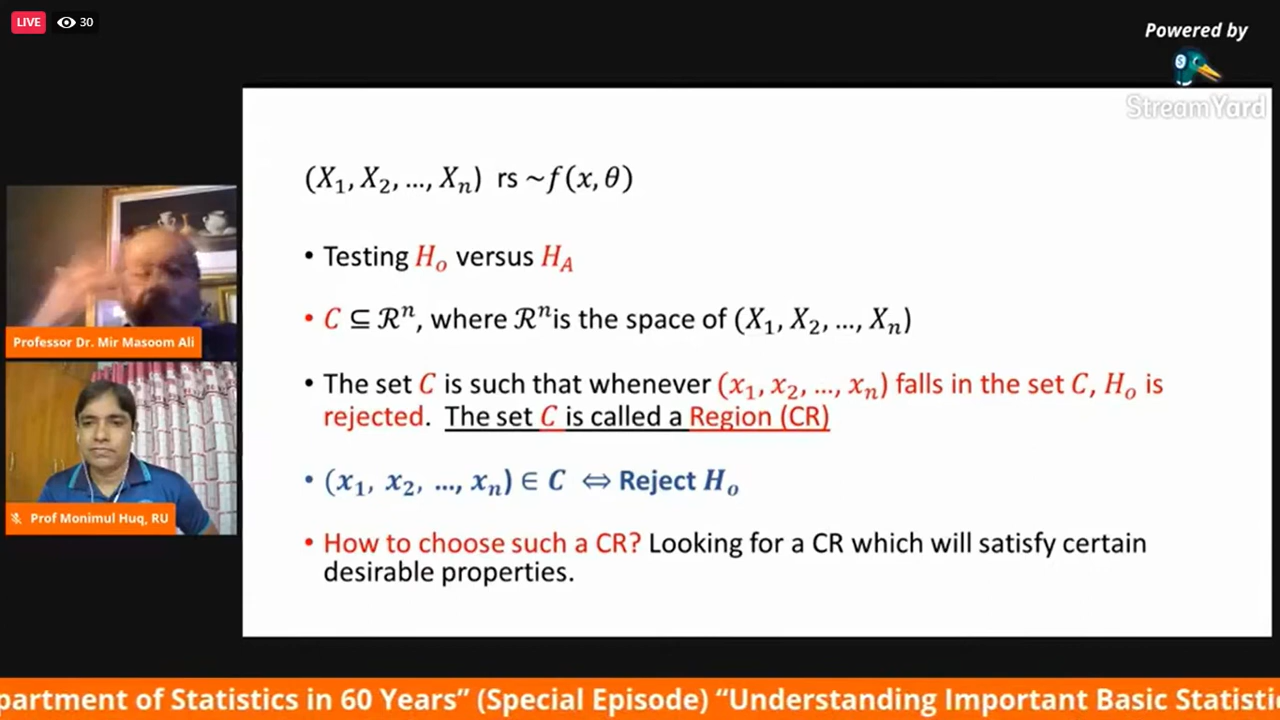 LIVE 30
Powered by
StreamYard
(X₁, X₂, …, Xₙ) rs ~f(x, θ)
• Testing Hₒ versus H_A
• C ⊆ ℛⁿ, where ℛⁿis the space of (X₁, X₂, …, Xₙ)
• The set C is such that whenever (x₁, x₂, …, xₙ) falls in the set C, Hₒ is
rejected. The set C is called a Region (CR)
• (x₁, x₂, …, xₙ) ∈ C ⇔ Reject Hₒ
• How to choose such a CR? Looking for a CR which will satisfy certain
desirable properties.
Professor Dr. Mir Masoom Ali
Prof Monimul Huq, RU
partment of Statistics in 60 Years” (Special Episode) “Understanding Important Basic Statisti